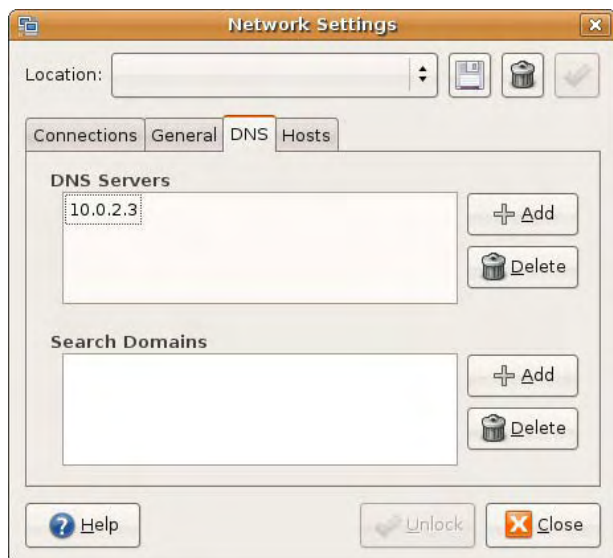 Network Settings
Location:
Connections General DNS Hosts
DNS Servers
10.0.2.3
Add
Delete
Search Domains
Add
Delete
Help Unlock Close